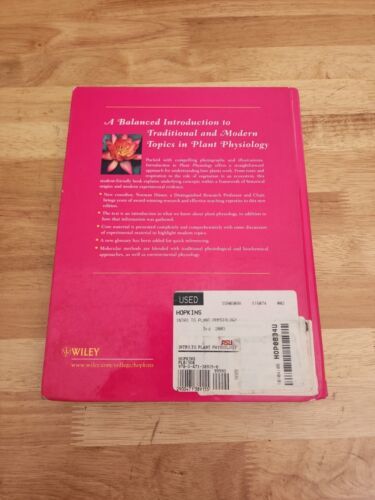 A Balanced Introduction to
Traditional and Modern
Topics in Plant Physiology
Packed with compelling photography and illustrations,
Introduction to Plant Physiology offers a straightforward
approach for understanding how plants work. From roots and
respiration to the role of vegetation in an ecosystem, this
student-friendly book explains underlying concepts within a framework of historical
origins and modern experimental evidence.
• New coauthor, Norman Hüner, a Distinguished Research Professor and Chair
brings years of award winning research and effective teaching expertise to this new
edition.
• The text is an introduction to what we know about plant physiology, in addition to
how that information was gathered.
• Core material is presented completely and comprehensively with some discussion
of experimental material to highlight modern topics.
• A new glossary has been added for quick referencing.
• Molecular methods are blended with traditional physiological and biochemical
approaches, as well as environmental physiology.
USED
002
HOPKINS
INTRO TO PLANT PHYSIOLOGY
3rd 2003
ASU
INTRO TO PLANT PHYSIOLOGY
HOPKINS
HOP0834U
WILEY
www.wiley.com/college/hopkins